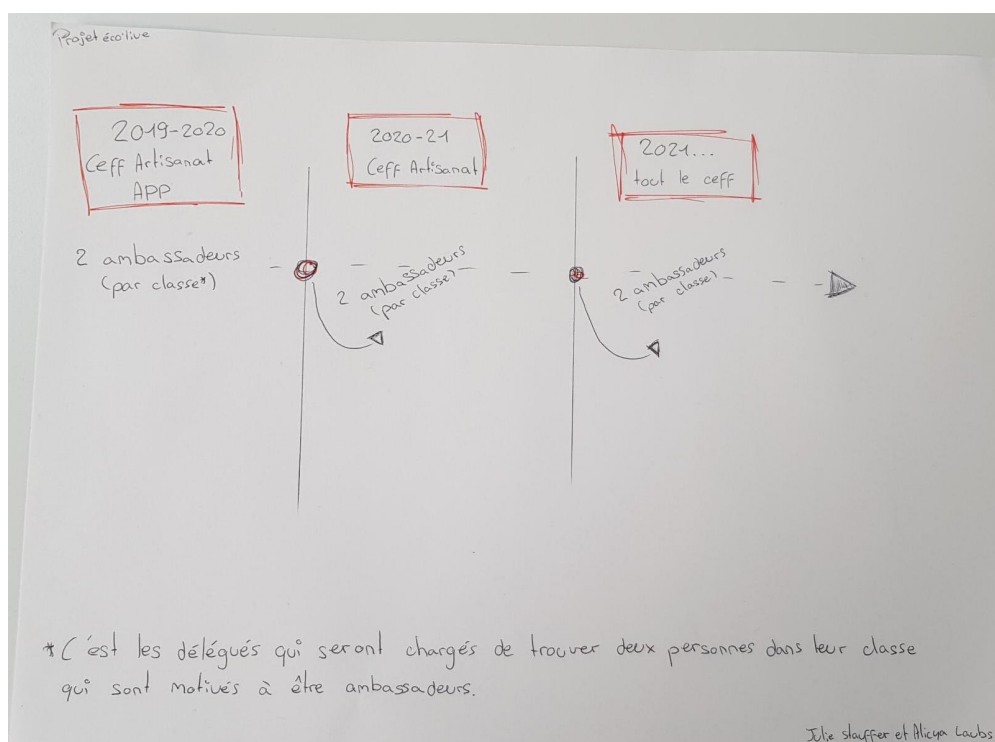 Projet éco'live
2019-2020
Ceff Artisanat
APP
2020-21
Ceff Artisanat
2021...
tout le ceff
2 ambassadeurs
(par classe*)
2 ambassadeurs
(par classe)
2 ambassadeurs
(par classe)
*C'est les délégués qui seront chargés de trouver deux personnes dans leur classe
qui sont motivés à être ambassadeurs.
Julie Stauffer et Alicya Laubs